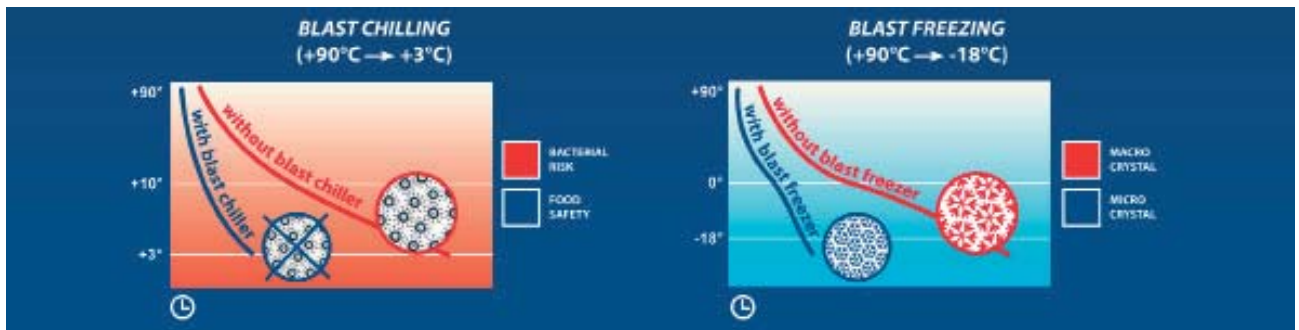 BLAST CHILLING
(+90°C → +3°C)
+90°
+10°
+3°
with blast chiller
without blast chiller
BACTERIAL
RISK
FOOD
SAFETY
BLAST FREEZING
(+90°C → -18°C)
+90°
0°
-18°
with blast freezer
without blast freezer
MACRO
CRYSTAL
MICRO
CRYSTAL